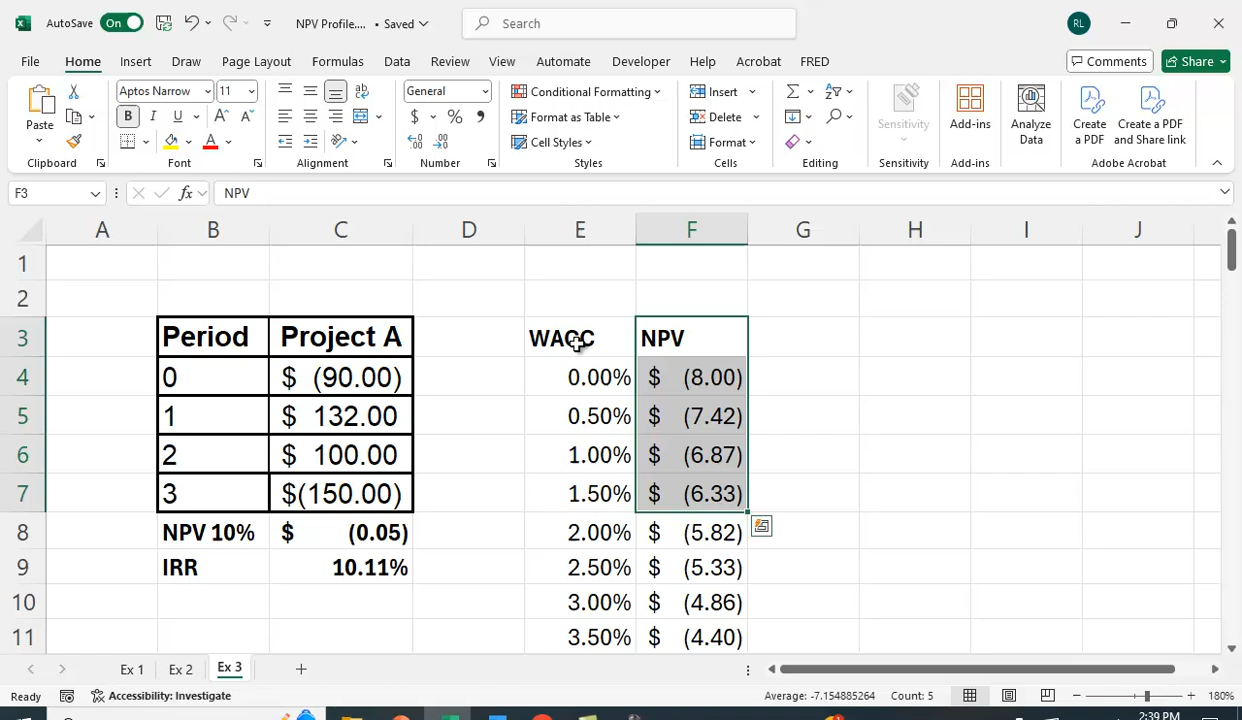 AutoSave On NPV Profile.... • Saved Search RL
File Home Insert Draw Page Layout Formulas Data Review View Automate Developer Help Acrobat FRED Comments Share
Paste Aptos Narrow 11 General Conditional Formatting Insert Sensitivity Add-ins Analyze Data Create a PDF Create a PDF and Share link
B I U A A ab $ % , Format as Table Delete
A Cell Styles Format
Clipboard Font Alignment Number Styles Cells Editing Sensitivity Add-ins Adobe Acrobat
F3 fx NPV
A B C D E F G H I J
1
2
3 Period Project A WACC NPV
4 0 $ (90.00) 0.00% $ (8.00)
5 1 $ 132.00 0.50% $ (7.42)
6 2 $ 100.00 1.00% $ (6.87)
7 3 $(150.00) 1.50% $ (6.33)
8 NPV 10% $ (0.05) 2.00% $ (5.82)
9 IRR 10.11% 2.50% $ (5.33)
10 3.00% $ (4.86)
11 3.50% $ (4.40)
Ex 1 Ex 2 Ex 3
Ready Accessibility: Investigate Average: -7.154885264 Count: 5 180%
2:39 PM